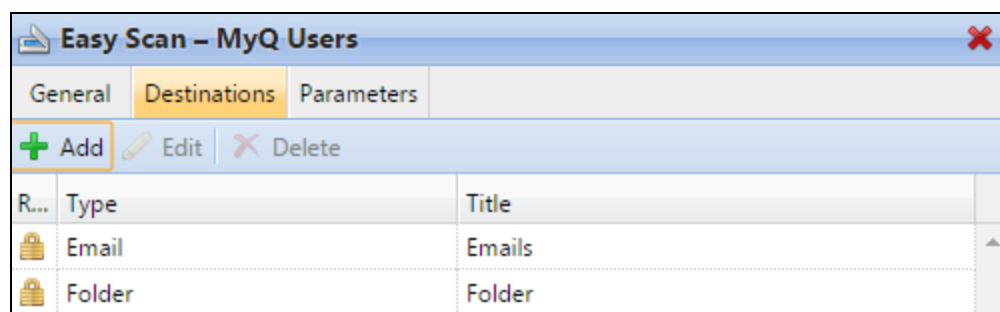 Easy Scan – MyQ Users
General Destinations Parameters
Add Edit Delete
R... Type Title
Email Emails
Folder Folder